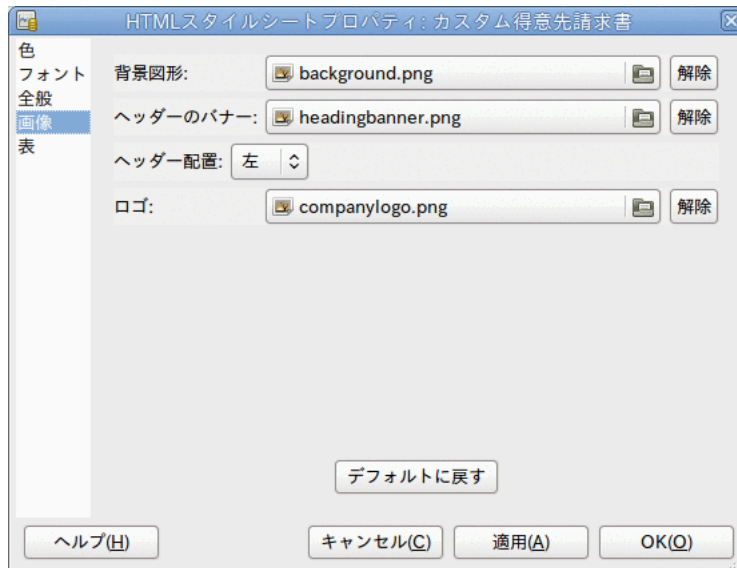 HTMLスタイルシートプロパティ: カスタム得意先請求書
色
フォント
全般
画像
表
背景図形: background.png 解除
ヘッダーのバナー: headingbanner.png 解除
ヘッダー配置: 左
ロゴ: companylogo.png 解除
デフォルトに戻す
ヘルプ(H) キャンセル(C) 適用(A) OK(O)